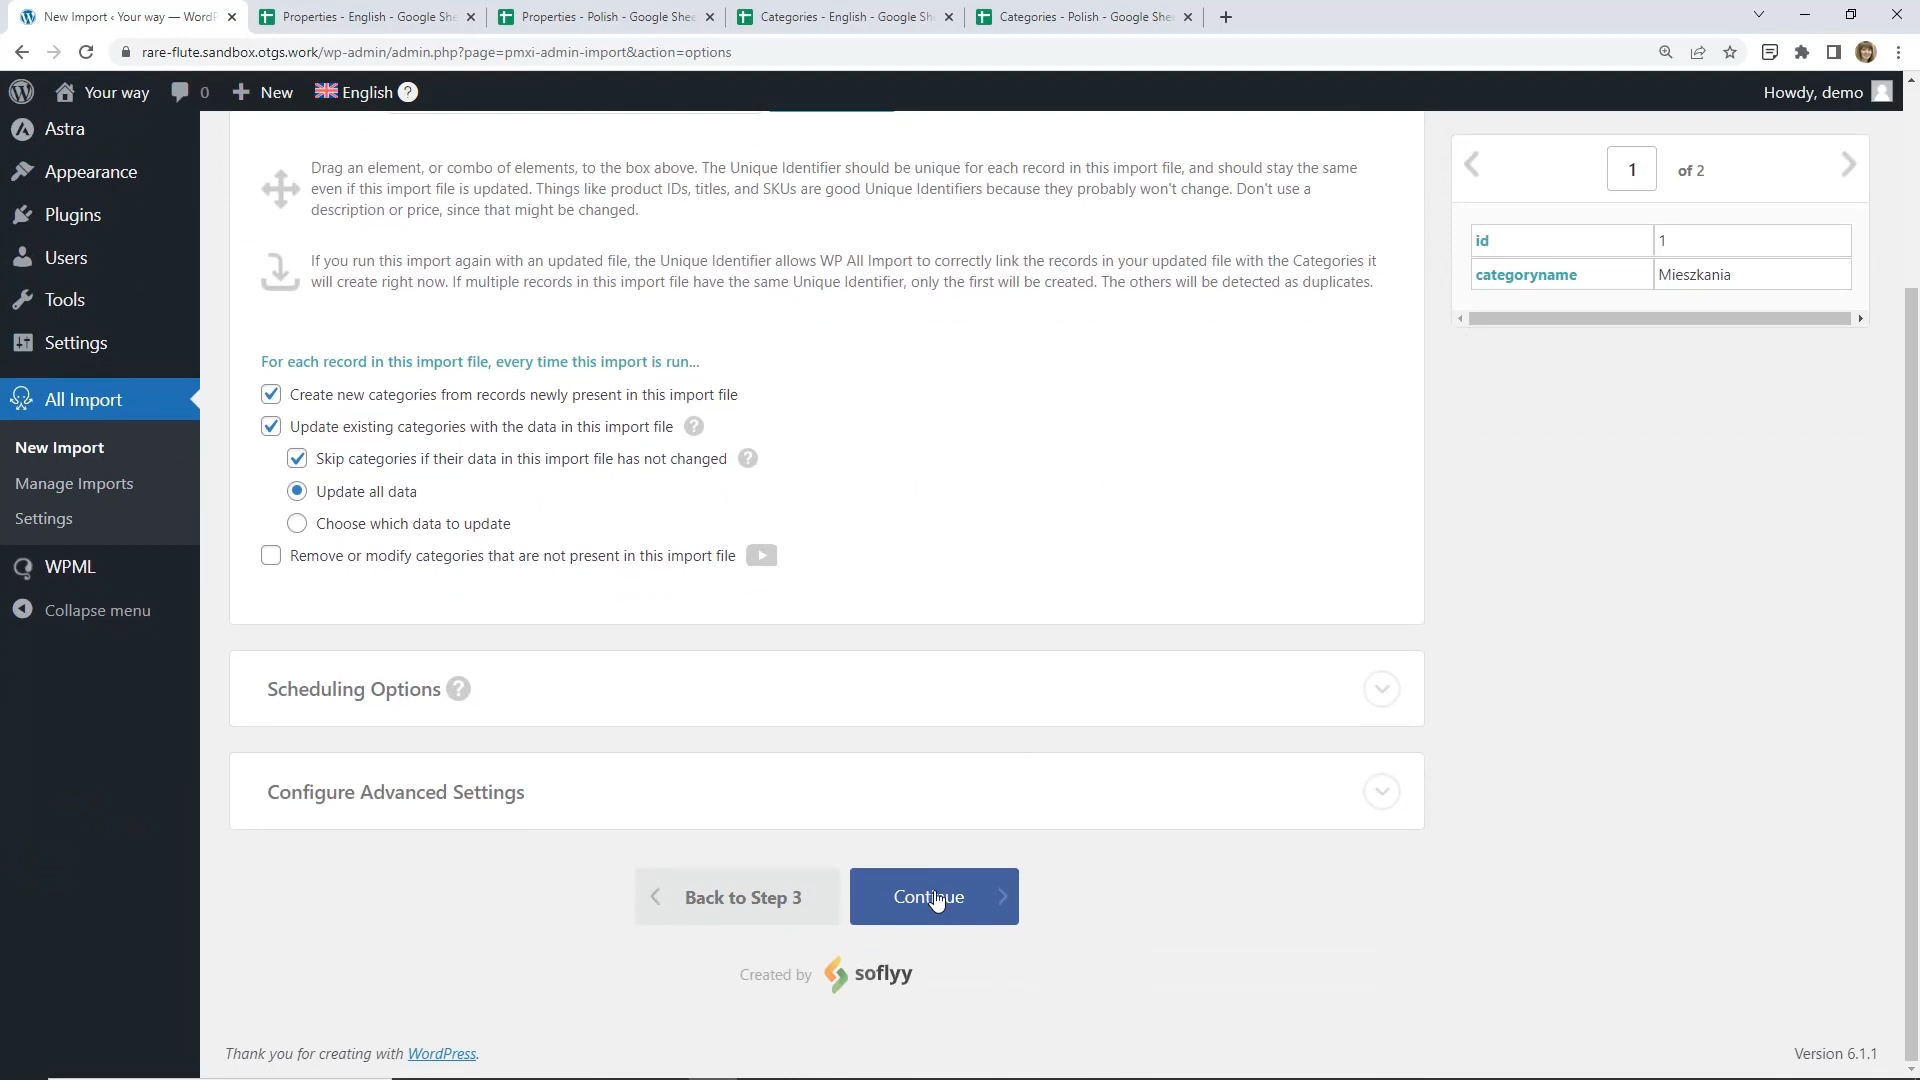 New Import ‹ Your way — WordP
Properties - English - Google She
Properties - Polish - Google Shee
Categories - English - Google Sh
Categories - Polish - Google Shee
rare-flute.sandbox.otgs.work/wp-admin/admin.php?page=pmxi-admin-import&action=options
Your way
0
New
English ?
Howdy, demo
Astra
Appearance
Plugins
Users
Tools
Settings
All Import
New Import
Manage Imports
Settings
WPML
Collapse menu
Drag an element, or combo of elements, to the box above. The Unique Identifier should be unique for each record in this import file, and should stay the same
even if this import file is updated. Things like product IDs, titles, and SKUs are good Unique Identifiers because they probably won't change. Don't use a
description or price, since that might be changed.
If you run this import again with an updated file, the Unique Identifier allows WP All Import to correctly link the records in your updated file with the Categories it
will create right now. If multiple records in this import file have the same Unique Identifier, only the first will be created. The others will be detected as duplicates.
For each record in this import file, every time this import is run...
Create new categories from records newly present in this import file
Update existing categories with the data in this import file ?
Skip categories if their data in this import file has not changed ?
Update all data
Choose which data to update
Remove or modify categories that are not present in this import file
Scheduling Options ?
Configure Advanced Settings
Back to Step 3
Continue
Created by soflyy
Thank you for creating with WordPress.
Version 6.1.1
1 of 2
id 1
categoryname Mieszkania